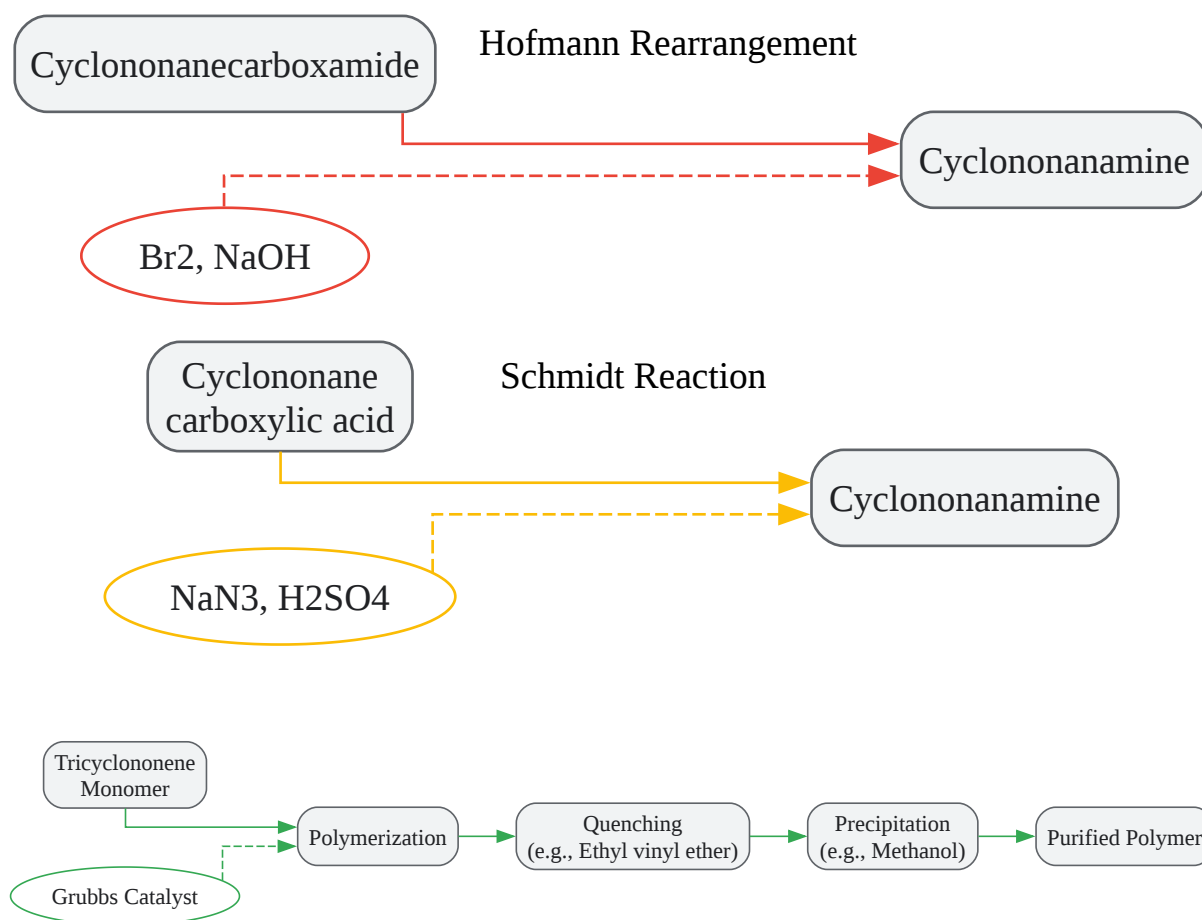 Cyclononanecarboxamide
Hofmann Rearrangement
Cyclononanamine
Br2, NaOH
Cyclononane
carboxylic acid
Schmidt Reaction
Cyclononanamine
NaN3, H2SO4
Tricyclononene
Monomer
Polymerization
Quenching
(e.g., Ethyl vinyl ether)
Precipitation
(e.g., Methanol)
Purified Polymer
Grubbs Catalyst